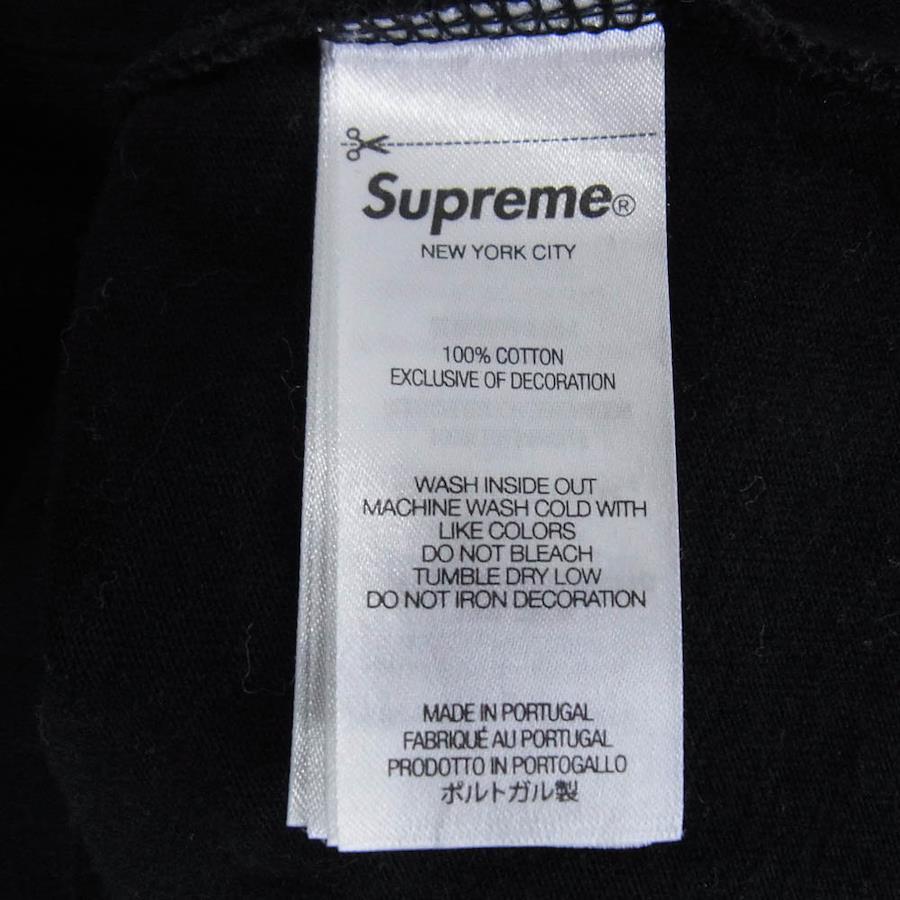 Supreme®
NEW YORK CITY
100% COTTON
EXCLUSIVE OF DECORATION
WASH INSIDE OUT
MACHINE WASH COLD WITH
LIKE COLORS
DO NOT BLEACH
TUMBLE DRY LOW
DO NOT IRON DECORATION
MADE IN PORTUGAL
FABRIQUÉ AU PORTUGAL
PRODOTTO IN PORTOGALLO
ポルトガル製